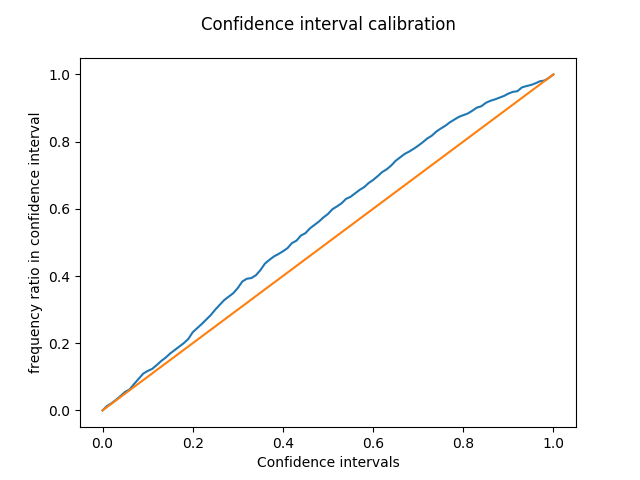 Confidence interval calibration
1.0
0.8
0.6
0.4
0.2
0.0
frequency ratio in confidence interval
0.0 0.2 0.4 0.6 0.8 1.0
Confidence intervals